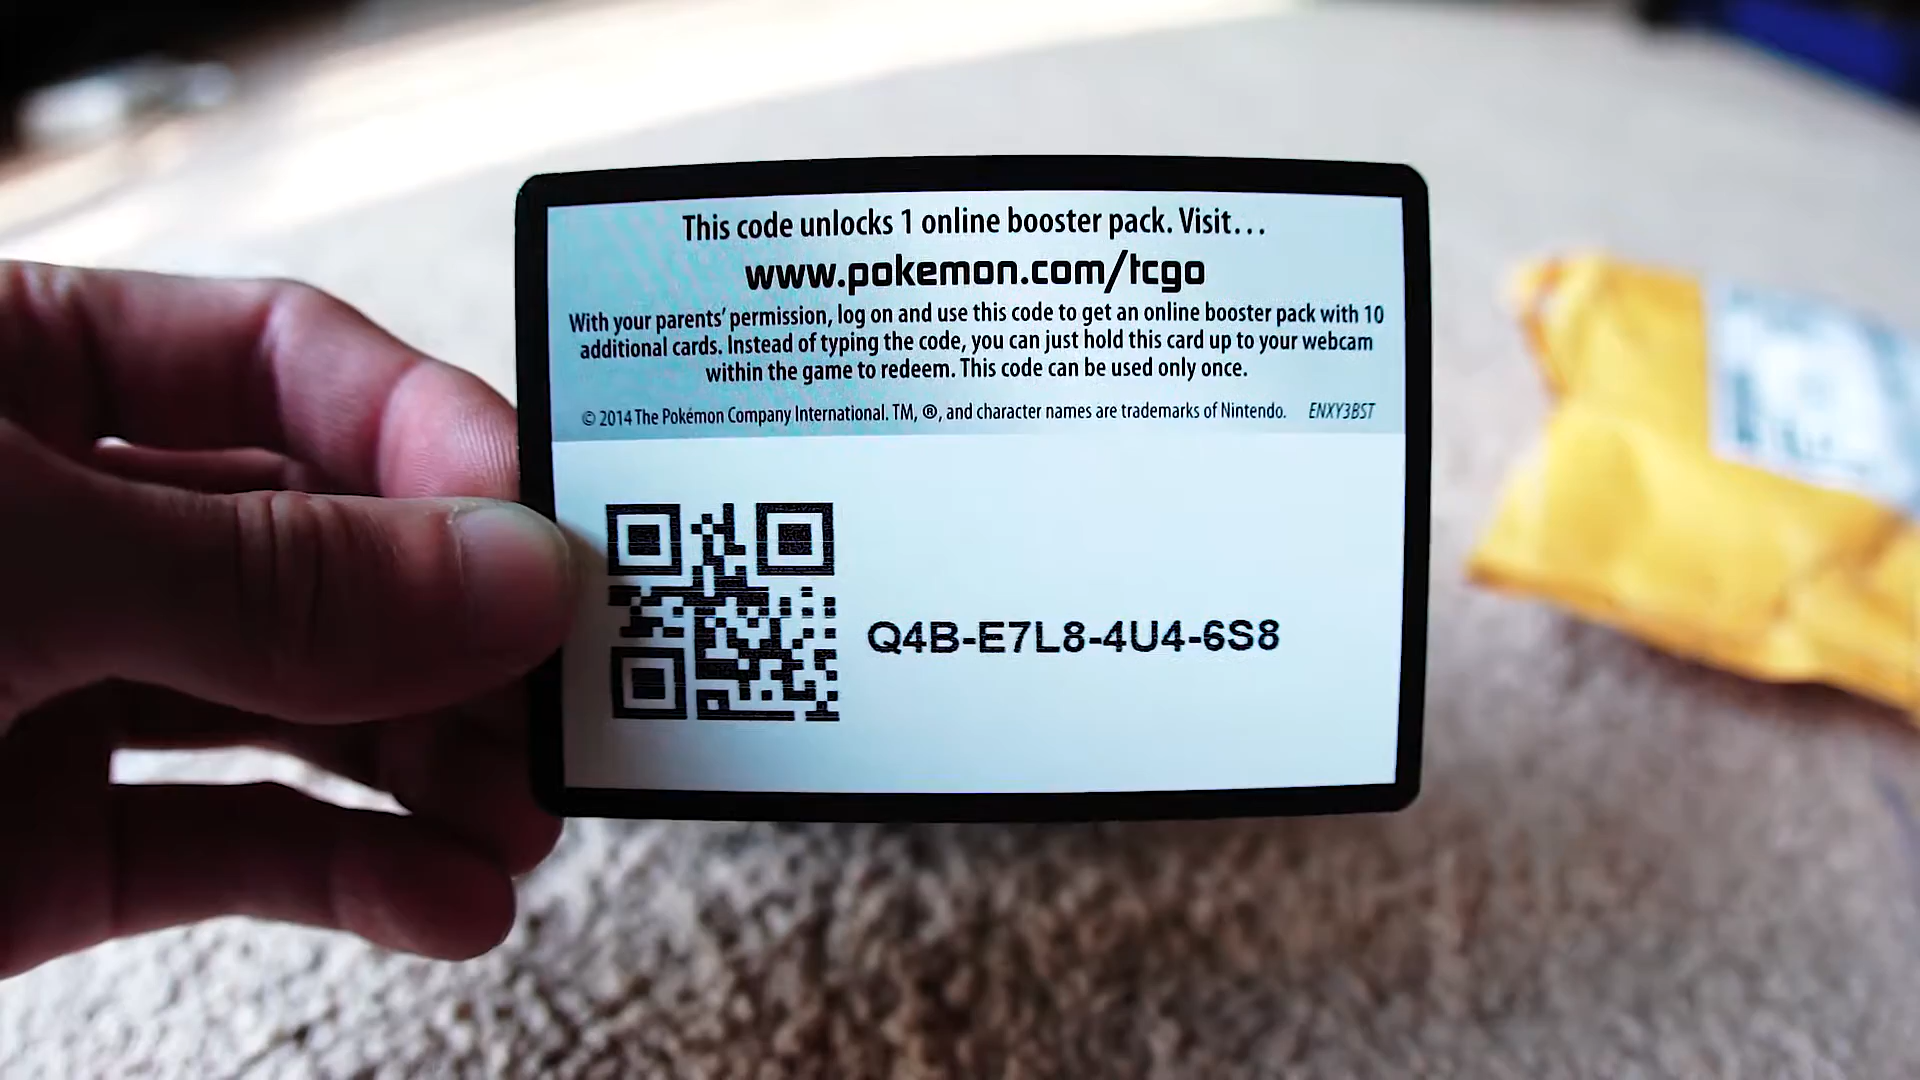 This code unlocks 1 online booster pack. Visit…
www.pokemon.com/tcgo
With your parents' permission, log on and use this code to get an online booster pack with 10
additional cards. Instead of typing the code, you can just hold this card up to your webcam
within the game to redeem. This code can be used only once.
© 2014 The Pokémon Company International. TM, ®, and character names are trademarks of Nintendo. ENXY3BST
Q4B-E7L8-4U4-6S8